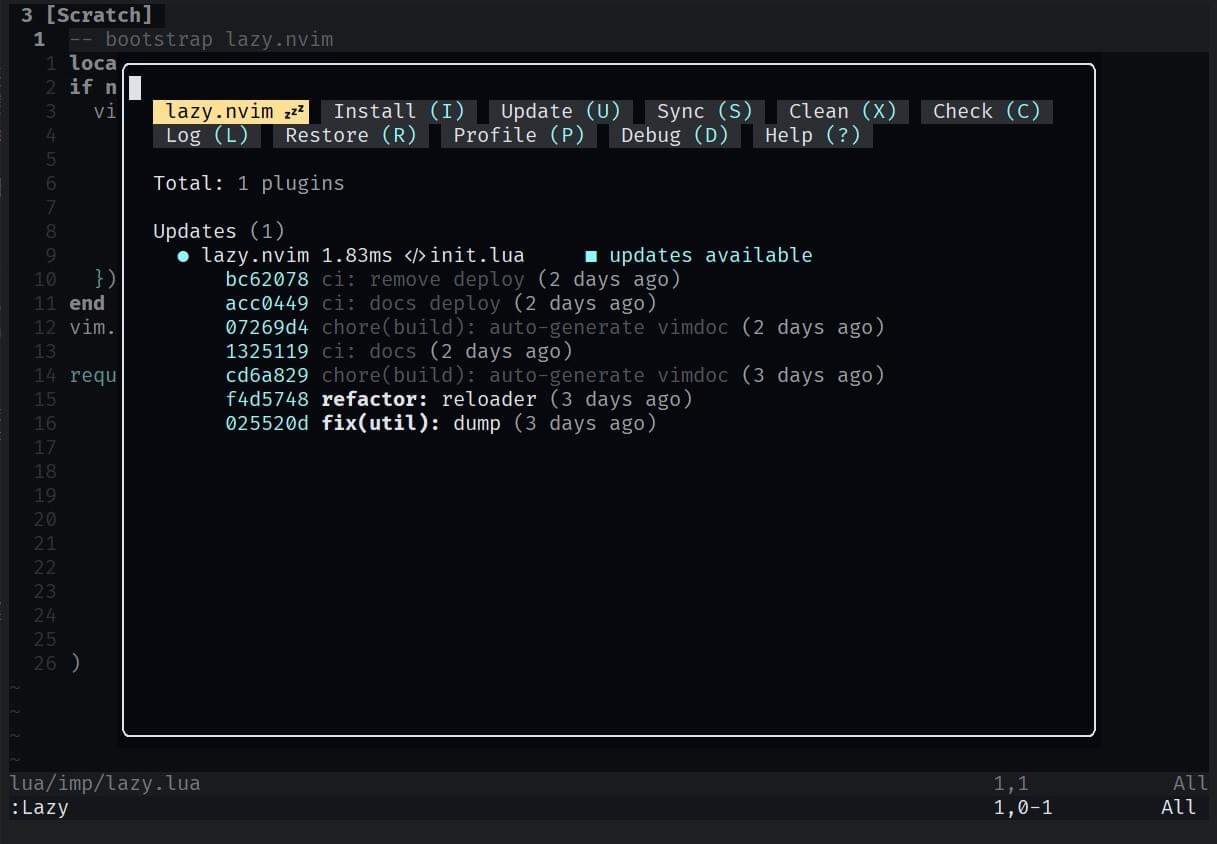 3 [Scratch]
1 -- bootstrap lazy.nvim
1 loca
2 if n
3 vi
lazy.nvim zzz Install (I) Update (U) Sync (S) Clean (X) Check (C)
4
Log (L) Restore (R) Profile (P) Debug (D) Help (?)
5
6
Total: 1 plugins
7
8
Updates (1)
9
● lazy.nvim 1.83ms </>init.lua ■ updates available
10 })
bc62078 ci: remove deploy (2 days ago)
11 end
acc0449 ci: docs deploy (2 days ago)
12 vim.
07269d4 chore(build): auto-generate vimdoc (2 days ago)
13
1325119 ci: docs (2 days ago)
14 requ
cd6a829 chore(build): auto-generate vimdoc (3 days ago)
15
f4d5748 refactor: reloader (3 days ago)
16
025520d fix(util): dump (3 days ago)
17
18
19
20
21
22
23
24
25
26 )
~
~
~
~
lua/imp/lazy.lua 1,1 All
:Lazy 1,0-1 All